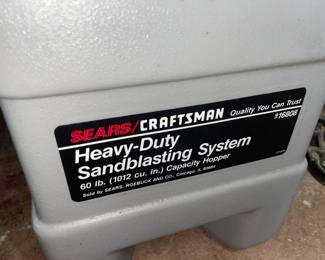 SEARS/CRAFTSMAN Quality You Can Trust
#16808
Heavy-Duty
Sandblasting System
60 lb. (1012 cu. in.) Capacity Hopper
Sold by SEARS, ROEBUCK AND CO., Chicago, IL 60684